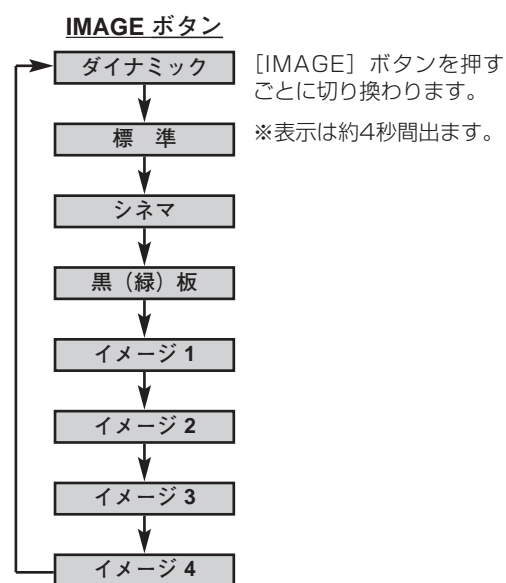 IMAGE ボタン
ダイナミック
［IMAGE］ボタンを押す
ごとに切り換わります。
※表示は約4秒間出ます。
標　準
シネマ
黒（緑）板
イメージ 1
イメージ 2
イメージ 3
イメージ 4